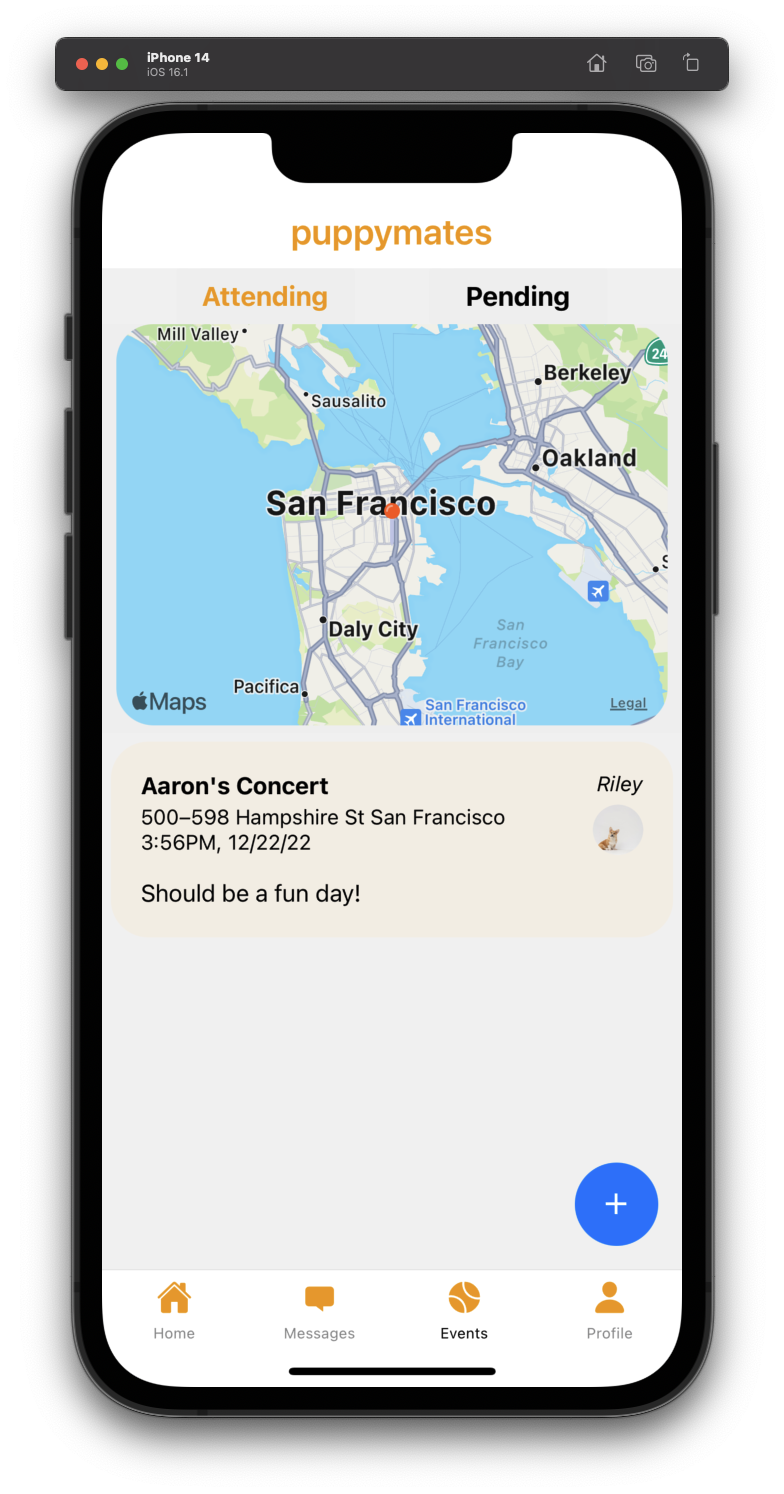 iPhone 14
iOS 16.1
puppymates
Attending
Pending
Mill Valley
24
Berkeley
Sausalito
Oakland
San Francisco
S
Daly City
San
Francisco
Bay
Pacifica
Maps
San Francisco
International
Legal
Aaron's Concert
Riley
500–598 Hampshire St San Francisco
3:56PM, 12/22/22
Should be a fun day!
+
Home
Messages
Events
Profile